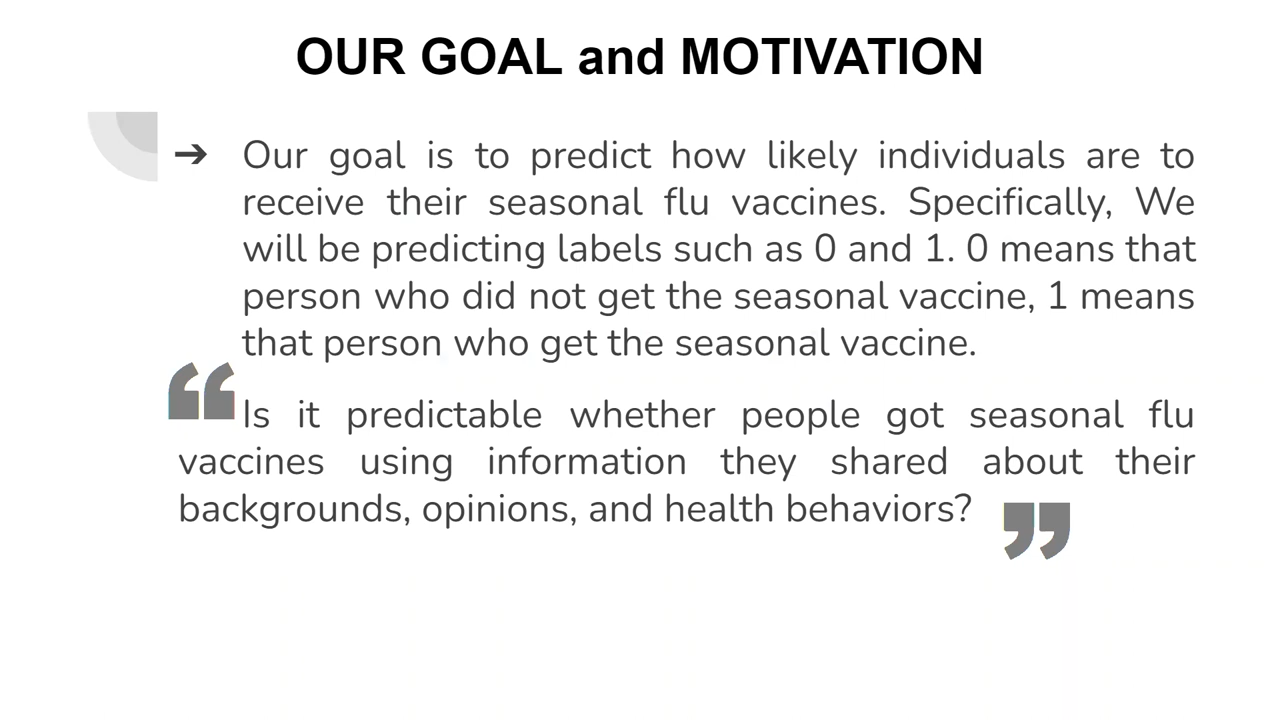 OUR GOAL and MOTIVATION
➔ Our goal is to predict how likely individuals are to
receive their seasonal flu vaccines. Specifically, We
will be predicting labels such as 0 and 1. 0 means that
person who did not get the seasonal vaccine, 1 means
that person who get the seasonal vaccine.
“Is it predictable whether people got seasonal flu
vaccines using information they shared about their
backgrounds, opinions, and health behaviors? ”